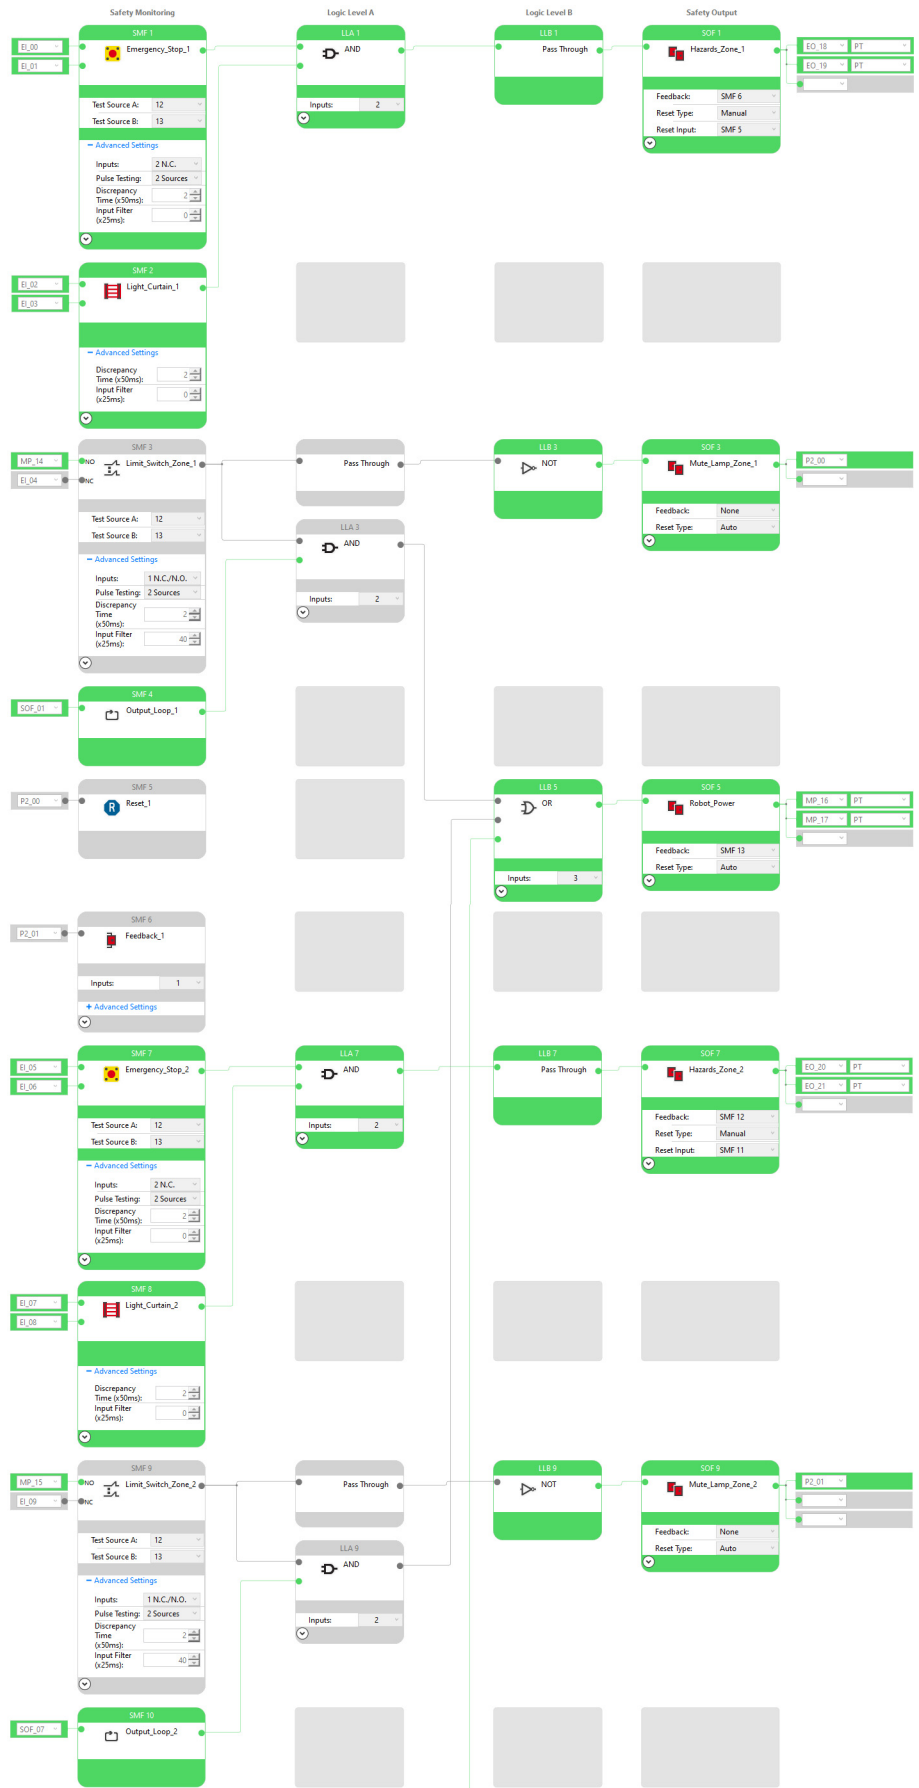 Safety Monitoring
Logic Level A
Logic Level B
Safety Output
SMF 1
LLA 1
LLB 1
SOF 1
EI_00
Emergency_Stop_1
AND
Pass Through
Hazards_Zone_1
EO_18 PT
EI_01
EO_19 PT
Test Source A: 12
Inputs: 2
Feedback: SMF 6
Test Source B: 13
Reset Type: Manual
Reset Input: SMF 5
Advanced Settings
Inputs: 2 N.C.
Pulse Testing: 2 Sources
Discrepancy
Time (x50ms): 2
Input Filter
(x25ms): 0
SMF 2
EI_02
Light_Curtain_1
EI_03
Advanced Settings
Discrepancy
Time (x50ms): 2
Input Filter
(x25ms): 0
SMF 3
LLB 3
SOF 3
MP_14
NO
Limit_Switch_Zone_1
Pass Through
NOT
Mute_Lamp_Zone_1
P2_00
EI_04
NC
Test Source A: 12
Feedback: None
Test Source B: 13
Reset Type: Auto
LLA 3
AND
Advanced Settings
Inputs: 1 N.C./N.O.
Pulse Testing: 2 Sources
Discrepancy
Time
(x50ms): 2
Input Filter
(x25ms): 40
Inputs: 2
SMF 4
SOF_01
Output_Loop_1
SMF 5
LLB 5
SOF 5
P2_00
Reset_1
OR
Robot_Power
MP_16 PT
MP_17 PT
Feedback: SMF 13
Reset Type: Auto
Inputs: 3
SMF 6
P2_01
Feedback_1
Inputs: 1
Advanced Settings
SMF 7
LLA 7
LLB 7
SOF 7
EI_05
Emergency_Stop_2
AND
Pass Through
Hazards_Zone_2
EO_20 PT
EI_06
EO_21 PT
Test Source A: 12
Inputs: 2
Feedback: SMF 12
Test Source B: 13
Reset Type: Manual
Reset Input: SMF 11
Advanced Settings
Inputs: 2 N.C.
Pulse Testing: 2 Sources
Discrepancy
Time (x50ms): 2
Input Filter
(x25ms): 0
SMF 8
EI_07
Light_Curtain_2
EI_08
Advanced Settings
Discrepancy
Time (x50ms): 2
Input Filter
(x25ms): 0
SMF 9
LLB 9
SOF 9
MP_15
NO
Limit_Switch_Zone_2
Pass Through
NOT
Mute_Lamp_Zone_2
P2_01
EI_09
NC
Test Source A: 12
Feedback: None
Test Source B: 13
Reset Type: Auto
LLA 9
AND
Advanced Settings
Inputs: 1 N.C./N.O.
Pulse Testing: 2 Sources
Discrepancy
Time
(x50ms): 2
Input Filter
(x25ms): 40
Inputs: 2
SMF 10
SOF_07
Output_Loop_2